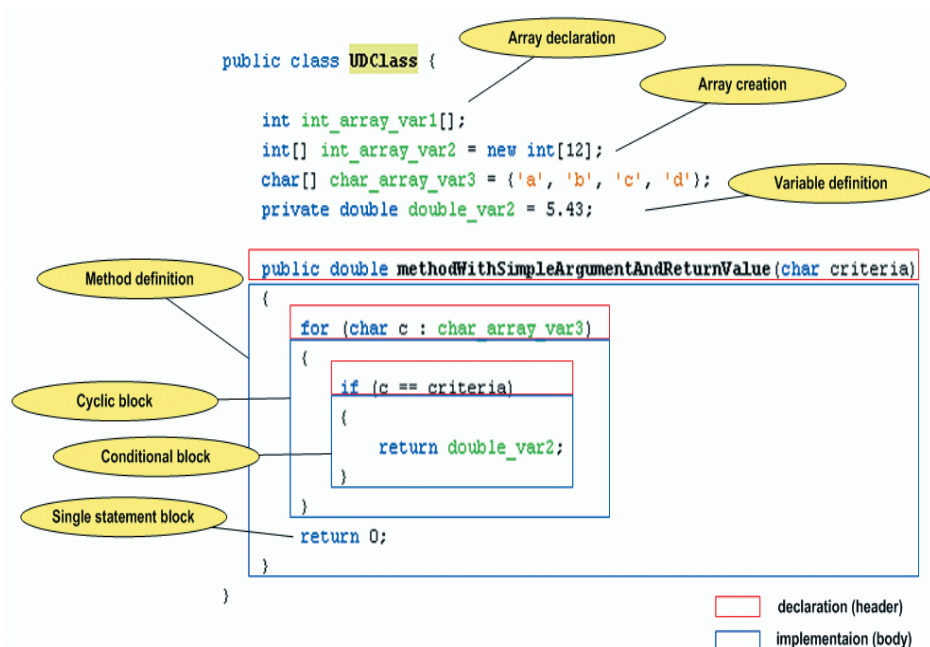 Array declaration
public class UDClass {
Array creation
int int_array_var1[];
int[] int_array_var2 = new int[12];
char[] char_array_var3 = {'a', 'b', 'c', 'd'};
Variable definition
private double double_var2 = 5.43;
public double methodWithSimpleArgumentAndReturnValue(char criteria)
Method definition
{
for (char c : char_array_var3)
{
if (c == criteria)
Cyclic block
{
return double_var2;
Conditional block
}
}
Single statement block
return 0;
}
}
declaration (header)
implementaion (body)